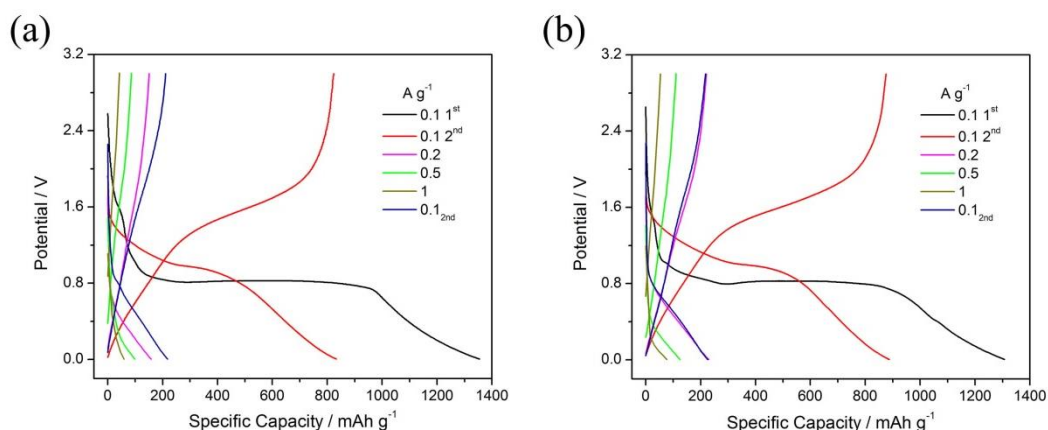 (a)
3.2
2.4
1.6
0.8
0.0
Potential / V
A g⁻¹
0.1 1ˢᵗ
0.1 2ⁿᵈ
0.2
0.5
1
0.1₂ₙd
0 200 400 600 800 1000 1200 1400
Specific Capacity / mAh g⁻¹
(b)
3.2
2.4
1.6
0.8
0.0
Potential / V
A g⁻¹
0.1 1ˢᵗ
0.1 2ⁿᵈ
0.2
0.5
1
0.1₂ₙd
0 200 400 600 800 1000 1200 1400
Specific Capacity / mAh g⁻¹